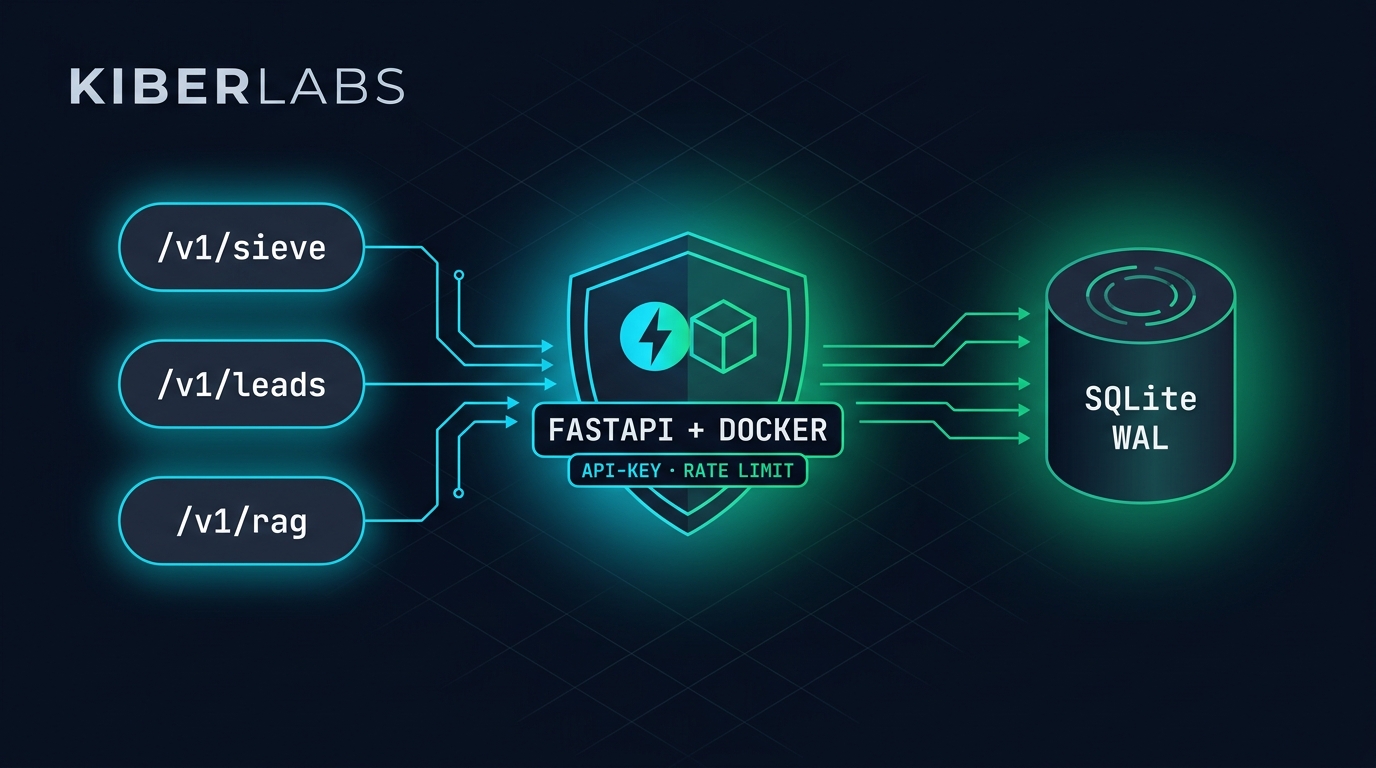 KIBERLABS
/v1/sieve
/v1/leads
/v1/rag
FASTAPI + DOCKER
API-KEY · RATE LIMIT
SQLite
WAL